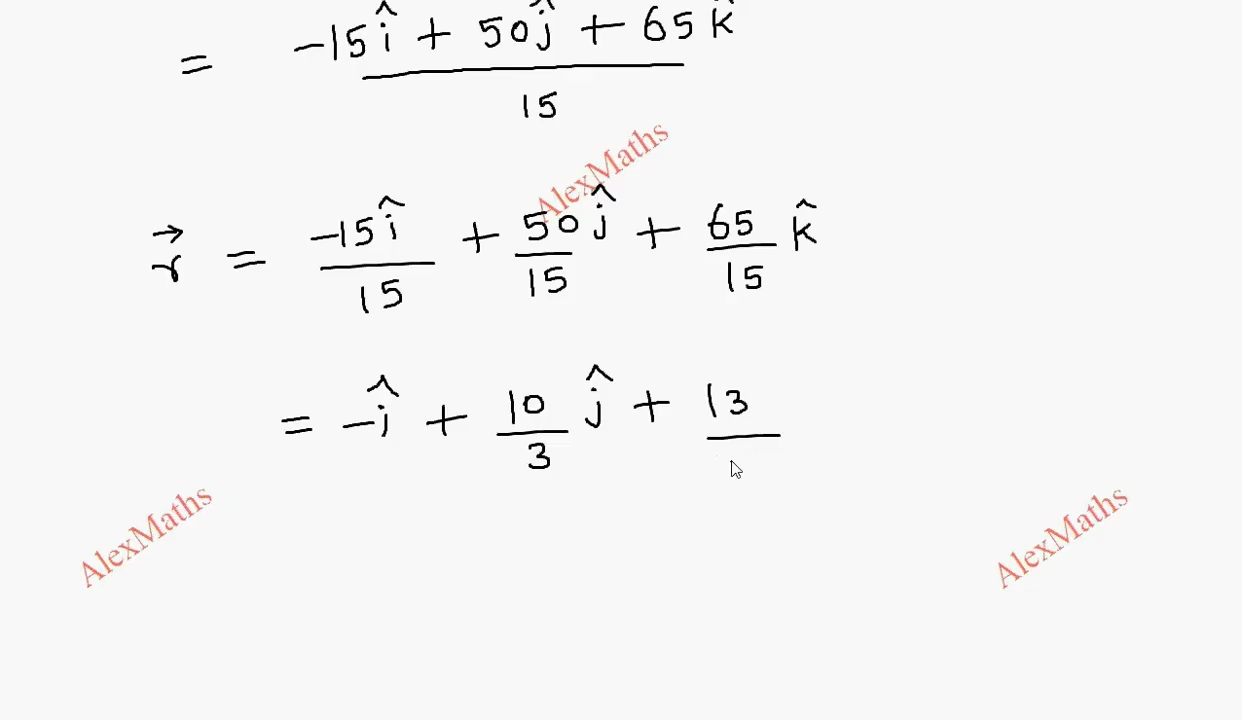 = -15î + 50ĵ + 65k̂
15
AlexMaths
r⃗ = -15î/15 + 50ĵ/15 + 65/15 k̂
= -î + 10/3 ĵ + 13
AlexMaths
AlexMaths